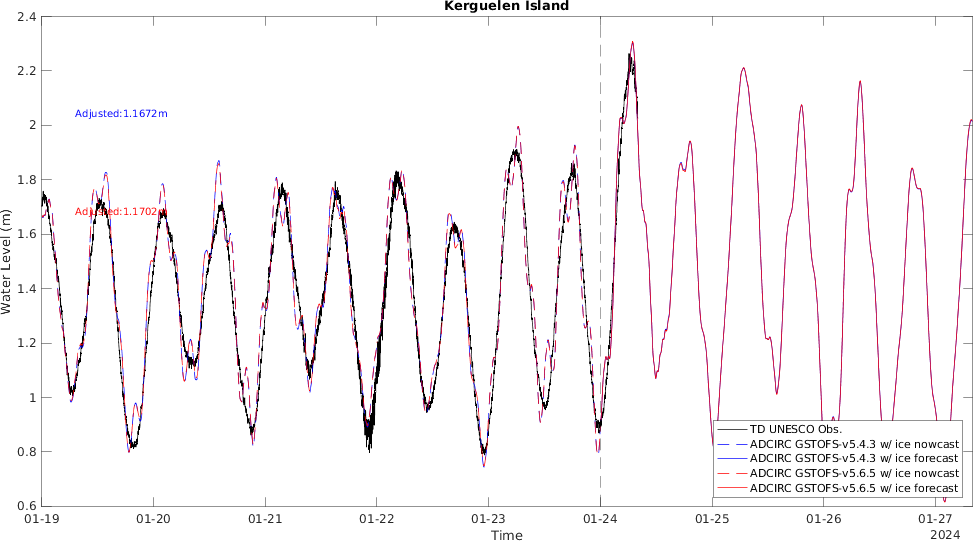 Kerguelen Island
2.4
2.2
2
1.8
1.6
1.4
1.2
1
0.8
0.6
Water Level (m)
Adjusted:1.1672m
Adjusted:1.1702m
TD UNESCO Obs.
ADCIRC GSTOFS-v5.4.3 w/ ice nowcast
ADCIRC GSTOFS-v5.4.3 w/ ice forecast
ADCIRC GSTOFS-v5.6.5 w/ ice nowcast
ADCIRC GSTOFS-v5.6.5 w/ ice forecast
01-19 01-20 01-21 01-22 01-23 01-24 01-25 01-26 01-27
Time
2024